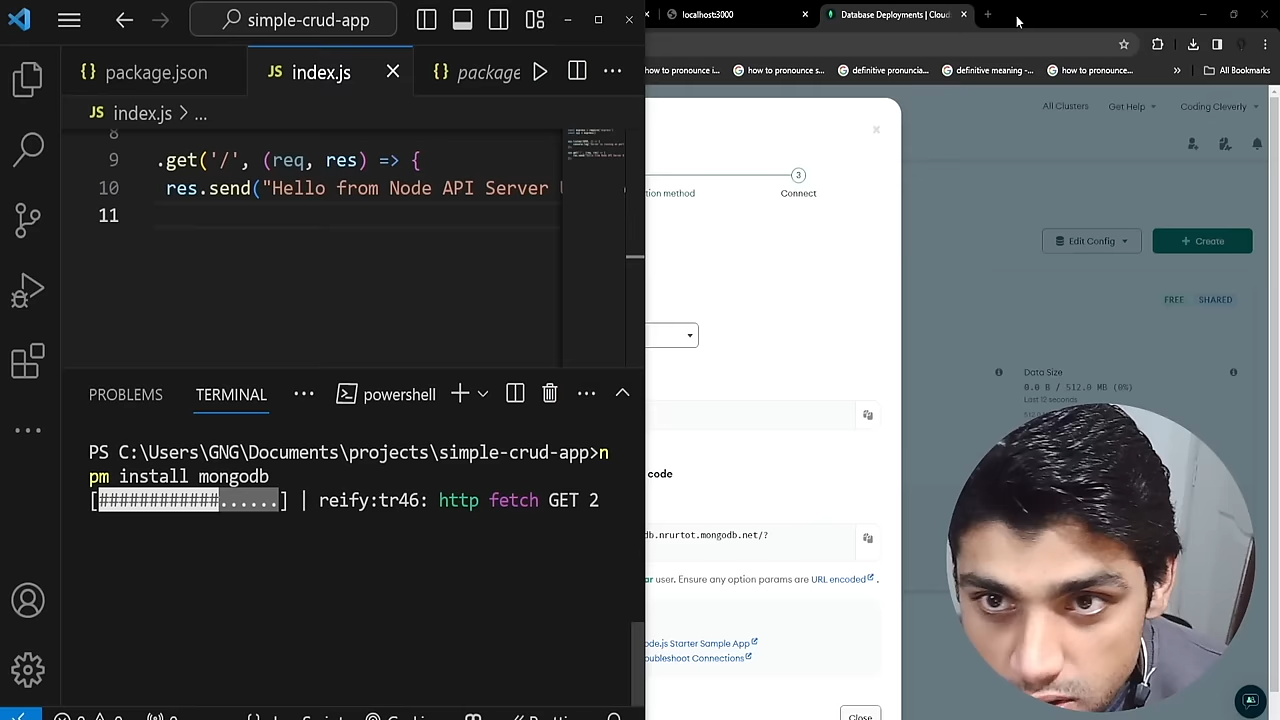 simple-crud-app
package.json
index.js
package
index.js > ...
8
9 .get('/', (req, res) => {
10 res.send("Hello from Node API Server
11
PROBLEMS
TERMINAL
powershell
PS C:\Users\GNG\Documents\projects\simple-crud-app>n
pm install mongodb
[############......] | reify:tr46: http fetch GET 2
localhost:3000
Database Deployments | Cloud
how to pronounce i...
how to pronounce s...
definitive pronuncia...
definitive meaning -...
how to pronounce...
All Bookmarks
All Clusters
Get Help
Coding Cleverly
3
tion method
Connect
Edit Config
+ Create
FREE
SHARED
Data Size
0.0 B / 512.0 MB (0%)
Last 12 seconds
code
db.nrurtot.mongodb.net/?
ar user. Ensure any option params are URL encoded .
ode.js Starter Sample App
oubleshoot Connections
Close